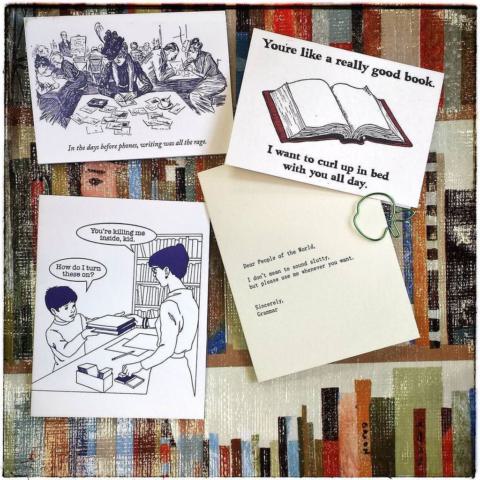 In the days before phones, writing was all the rage.
You're like a really good book.
I want to curl up in bed
with you all day.
You're killing me
inside, kid.
How do I turn
these on?
Dear People of the World,
I don't mean to sound slutty,
but please use me whenever you want.
Sincerely,
Grammar